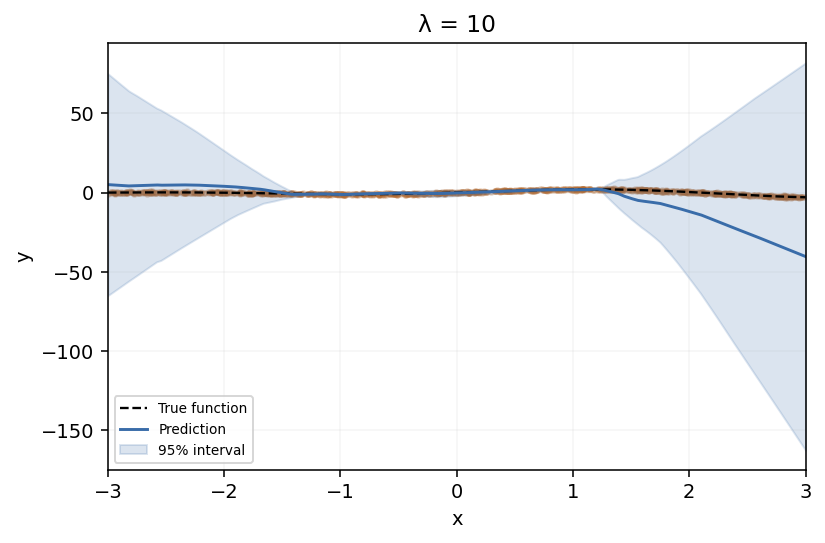 λ = 10
50
0
−50
−100
−150
y
True function
Prediction
95% interval
−3 −2 −1 0 1 2 3
x